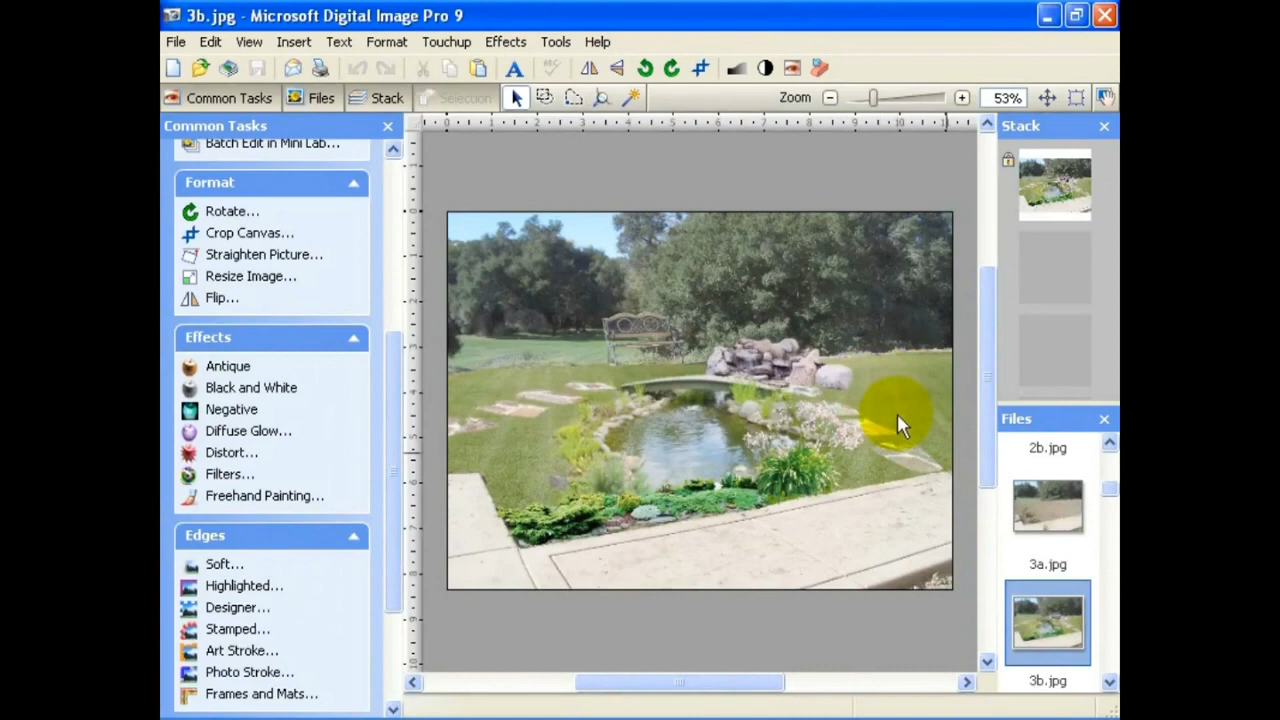 3b.jpg - Microsoft Digital Image Pro 9
File Edit View Insert Text Format Touchup Effects Tools Help
Common Tasks Files Stack Selection Zoom 53%
Common Tasks
Batch Edit in Mini Lab...
Format
Rotate...
Crop Canvas...
Straighten Picture...
Resize Image...
Flip...
Effects
Antique
Black and White
Negative
Diffuse Glow...
Distort...
Filters...
Freehand Painting...
Edges
Soft...
Highlighted...
Designer...
Stamped...
Art Stroke...
Photo Stroke...
Frames and Mats...
Stack
Files
2b.jpg
3a.jpg
3b.jpg